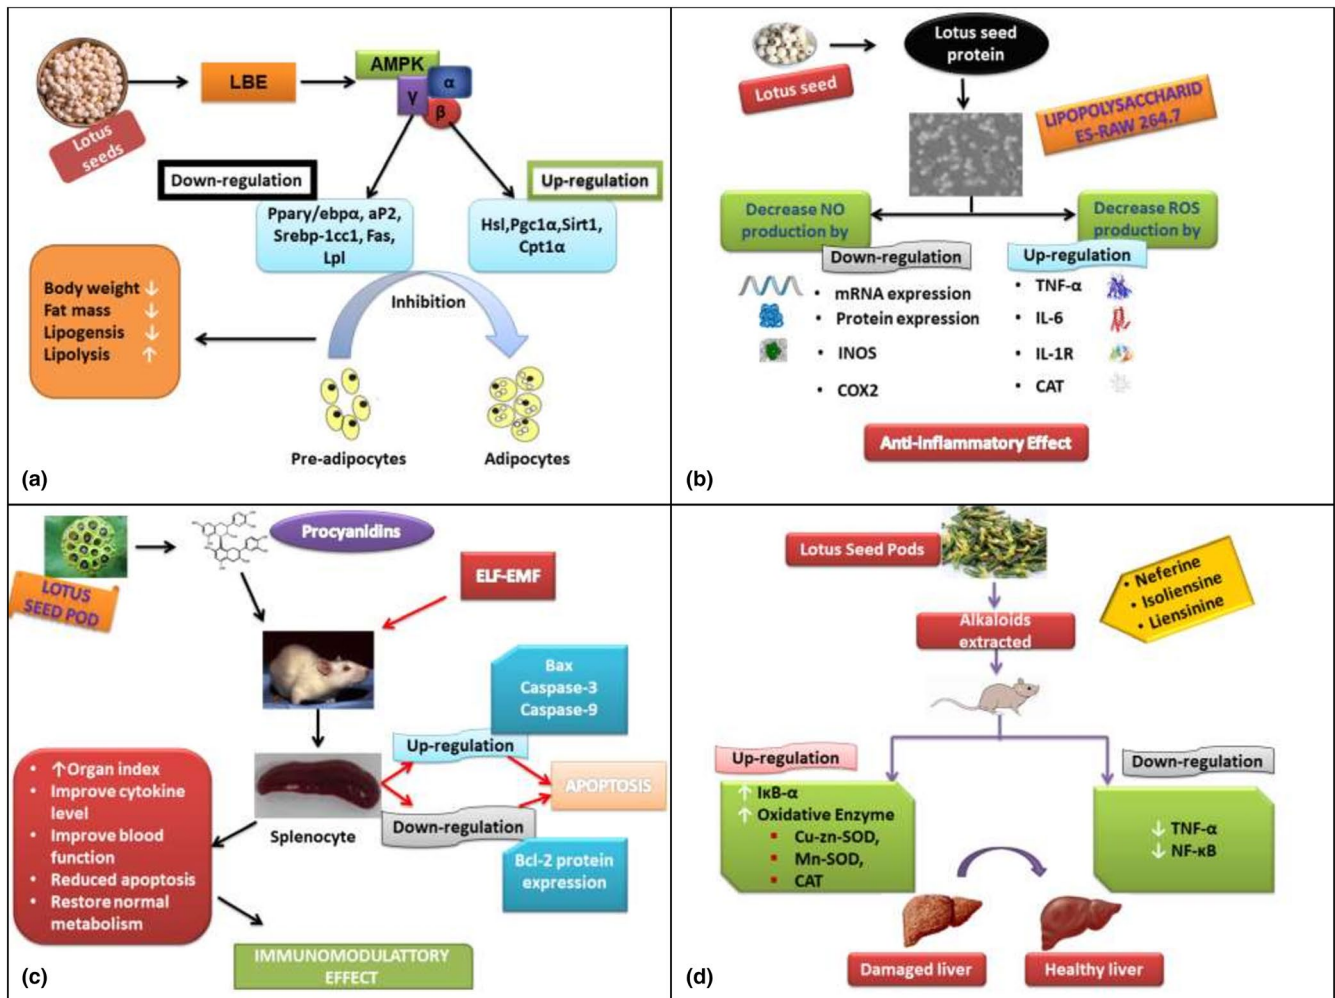 Lotus
seeds
LBE
AMPK
α
γ
β
Down-regulation
Up-regulation
Ppary/ebpα, aP2,
Srebp-1cc1, Fas,
Lpl
Hsl,Pgc1α,Sirt1,
Cpt1α
Body weight ↓
Fat mass ↓
Lipogensis ↓
Lipolysis ↑
Inhibition
Pre-adipocytes
Adipocytes
(a)
Lotus seed
Lotus seed
protein
LIPOPOLYSACCHARID
ES-RAW 264.7
Decrease NO
production by
Decrease ROS
production by
Down-regulation
• mRNA expression
• Protein expression
• INOS
• COX2
Up-regulation
• TNF-α
• IL-6
• IL-1R
• CAT
Anti-inflammatory Effect
(b)
LOTUS
SEED POD
Procyanidins
ELF-EMF
Bax
Caspase-3
Caspase-9
Up-regulation
APOPTOSIS
Down-regulation
Splenocyte
Bcl-2 protein
expression
• ↑Organ index
• Improve cytokine
level
• Improve blood
function
• Reduced apoptosis
• Restore normal
metabolism
IMMUNOMODULATTORY
EFFECT
(c)
Lotus Seed Pods
• Neferine
• Isoliensine
• Liensinine
Alkaloids
extracted
Up-regulation
↑ IκB-α
↑ Oxidative Enzyme
▪ Cu-zn-SOD,
▪ Mn-SOD,
▪ CAT
Down-regulation
↓ TNF-α
↓ NF-κB
Damaged liver
Healthy liver
(d)